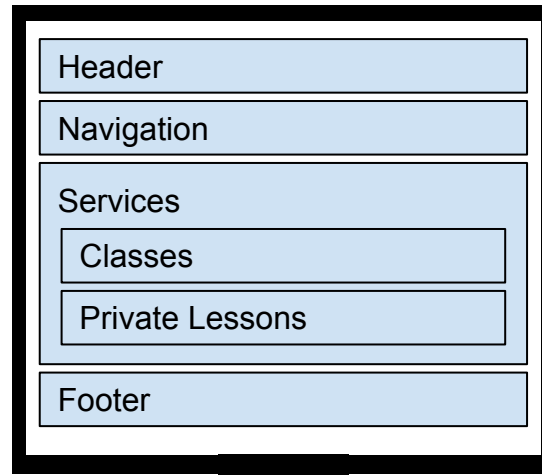 Header
Navigation
Services
Classes
Private Lessons
Footer